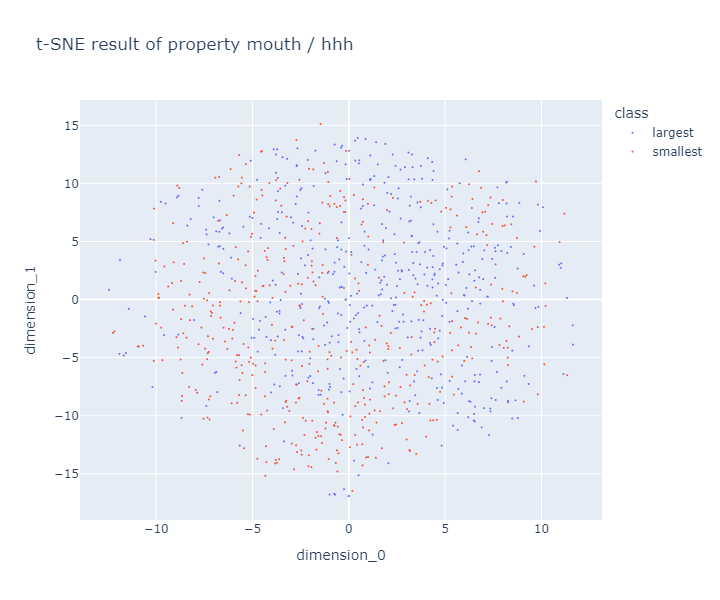 t-SNE result of property mouth / hhh
class
largest
smallest
15
10
5
0
−5
−10
−15
dimension_1
−10
−5
0
5
10
dimension_0